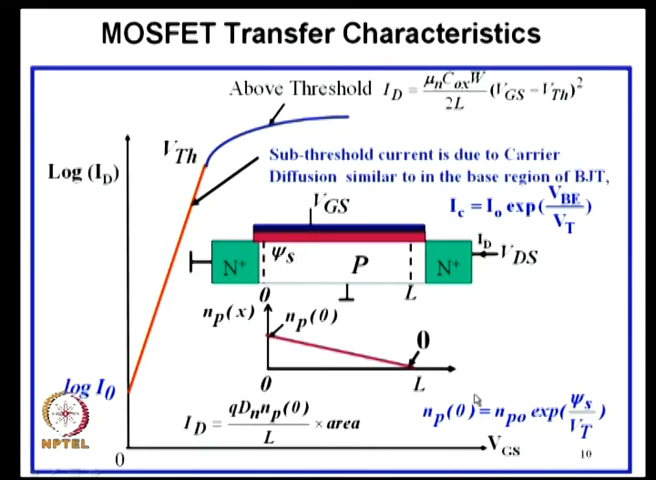 MOSFET Transfer Characteristics
Above Threshold I_D = μ_n C_ox W / 2L (V_GS – V_Th)^2
V_Th
Log (I_D)
Sub-threshold current is due to Carrier
Diffusion similar to in the base region of BJT,
I_c = I_o exp(V_BE / V_T)
V_GS
N+
ψ_s
P
N+
I_D
V_DS
0
L
n_p(x)
n_p(0)
0
0
L
log I_0
I_D = qD_n n_p(0) / L × area
n_p(0) = n_po exp(ψ_s / V_T)
NPTEL
0
V_GS
10